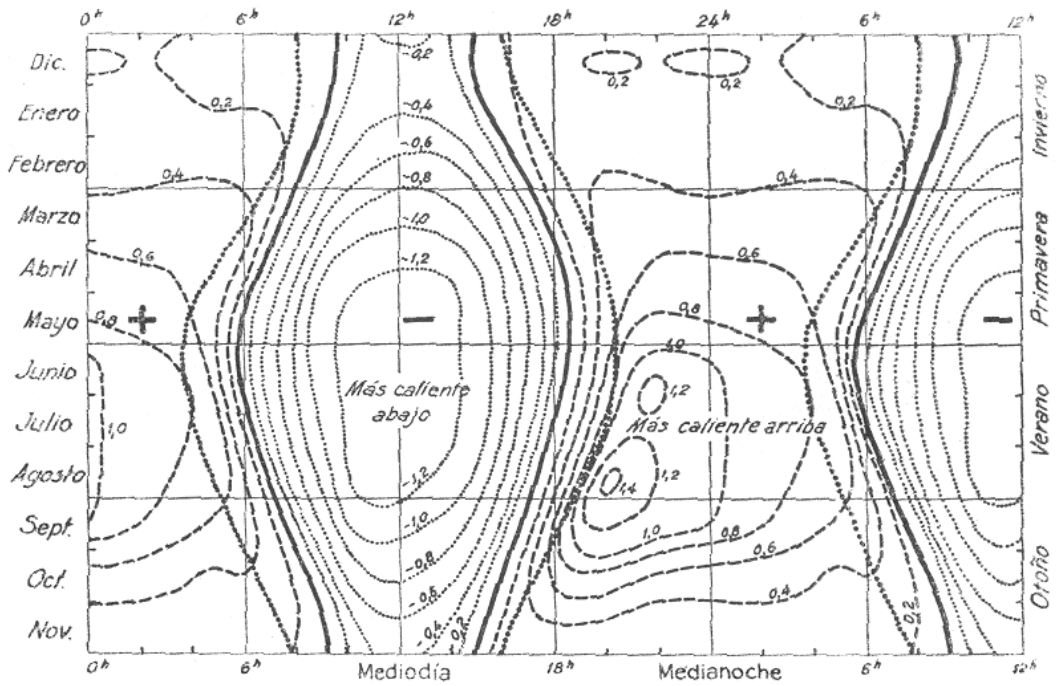 0ʰ 6ʰ 12ʰ 18ʰ 24ʰ 6ʰ 12ʰ
Dic.
Enero
Febrero
Marzo
Abril
Mayo
Junio
Julio
Agosto
Sept.
Oct.
Nov.
Invierno
Primavera
Verano
Oroño
-0,2
0,2
0,2
0,2
0,2
-0,4
-0,6
0,4
-0,8
0,4
-1,0
0,6
-1,2
0,6
0,8
+
−
0,8
+
−
1,0
Más caliente
abajo
1,2
Más caliente arriba
1,0
-1,2
1,2
1,4
-1,0
1,0
0,8
0,6
-0,8
-0,6
0,4
-0,4
0,2
0,2
0ʰ 6ʰ Mediodía 18ʰ Medianoche 6ʰ 12ʰ